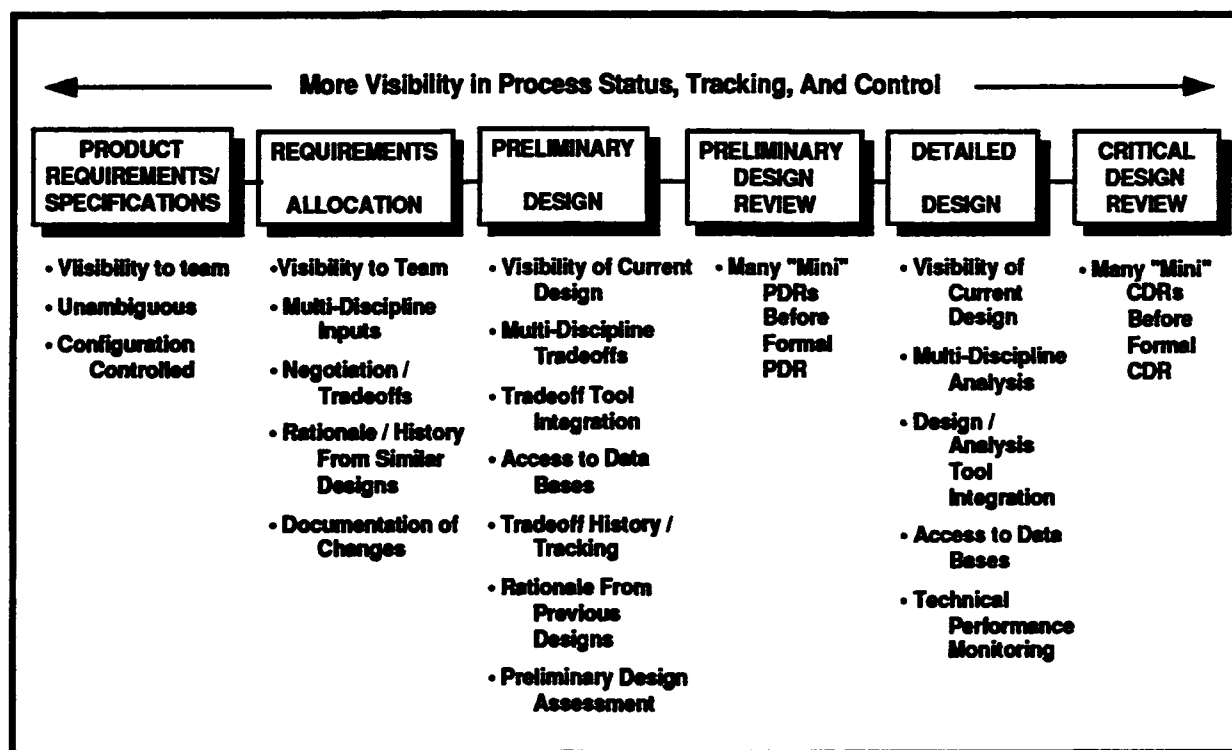 More Visibility in Process Status, Tracking, And Control
PRODUCT
REQUIREMENTS/
SPECIFICATIONS
REQUIREMENTS
ALLOCATION
PRELIMINARY
DESIGN
PRELIMINARY
DESIGN
REVIEW
DETAILED
DESIGN
CRITICAL
DESIGN
REVIEW
• Vlisibility to team
• Unambiguous
• Configuration
Controlled
•Visibility to Team
• Multi-Discipline
Inputs
• Negotiation /
Tradeoffs
• Rationale / History
From Similar
Designs
• Documentation of
Changes
• Visibility of Current
Design
• Multi-Discipline
Tradeoffs
• Tradeoff Tool
Integration
• Access to Data
Bases
• Tradeoff History /
Tracking
• Rationale From
Previous
Designs
• Preliminary Design
Assessment
• Many "Mini"
PDRs
Before
Formal
PDR
• Visibility of
Current
Design
• Multi-Discipline
Analysis
• Design /
Analysis
Tool
Integration
• Access to Data
Bases
• Technical
Performance
Monitoring
• Many "Mini"
CDRs
Before
Formal
CDR